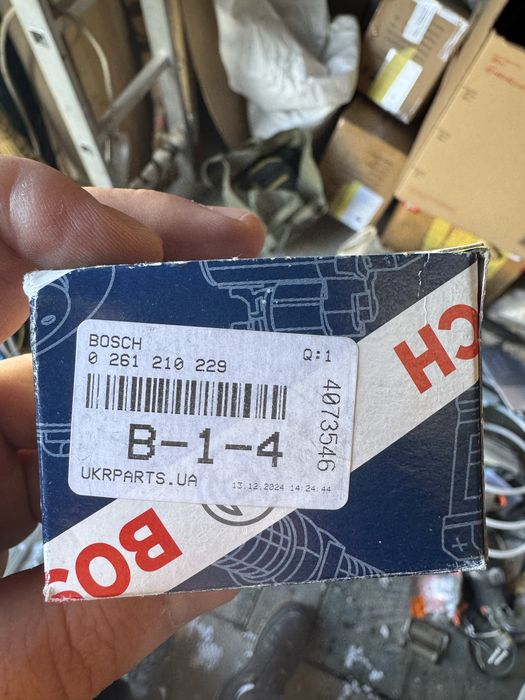 BOSCH
0 261 210 229
Q:1
B-1-4
4073546
UKRPARTS.UA
13.12.2024 14:24:44
CH
BOS